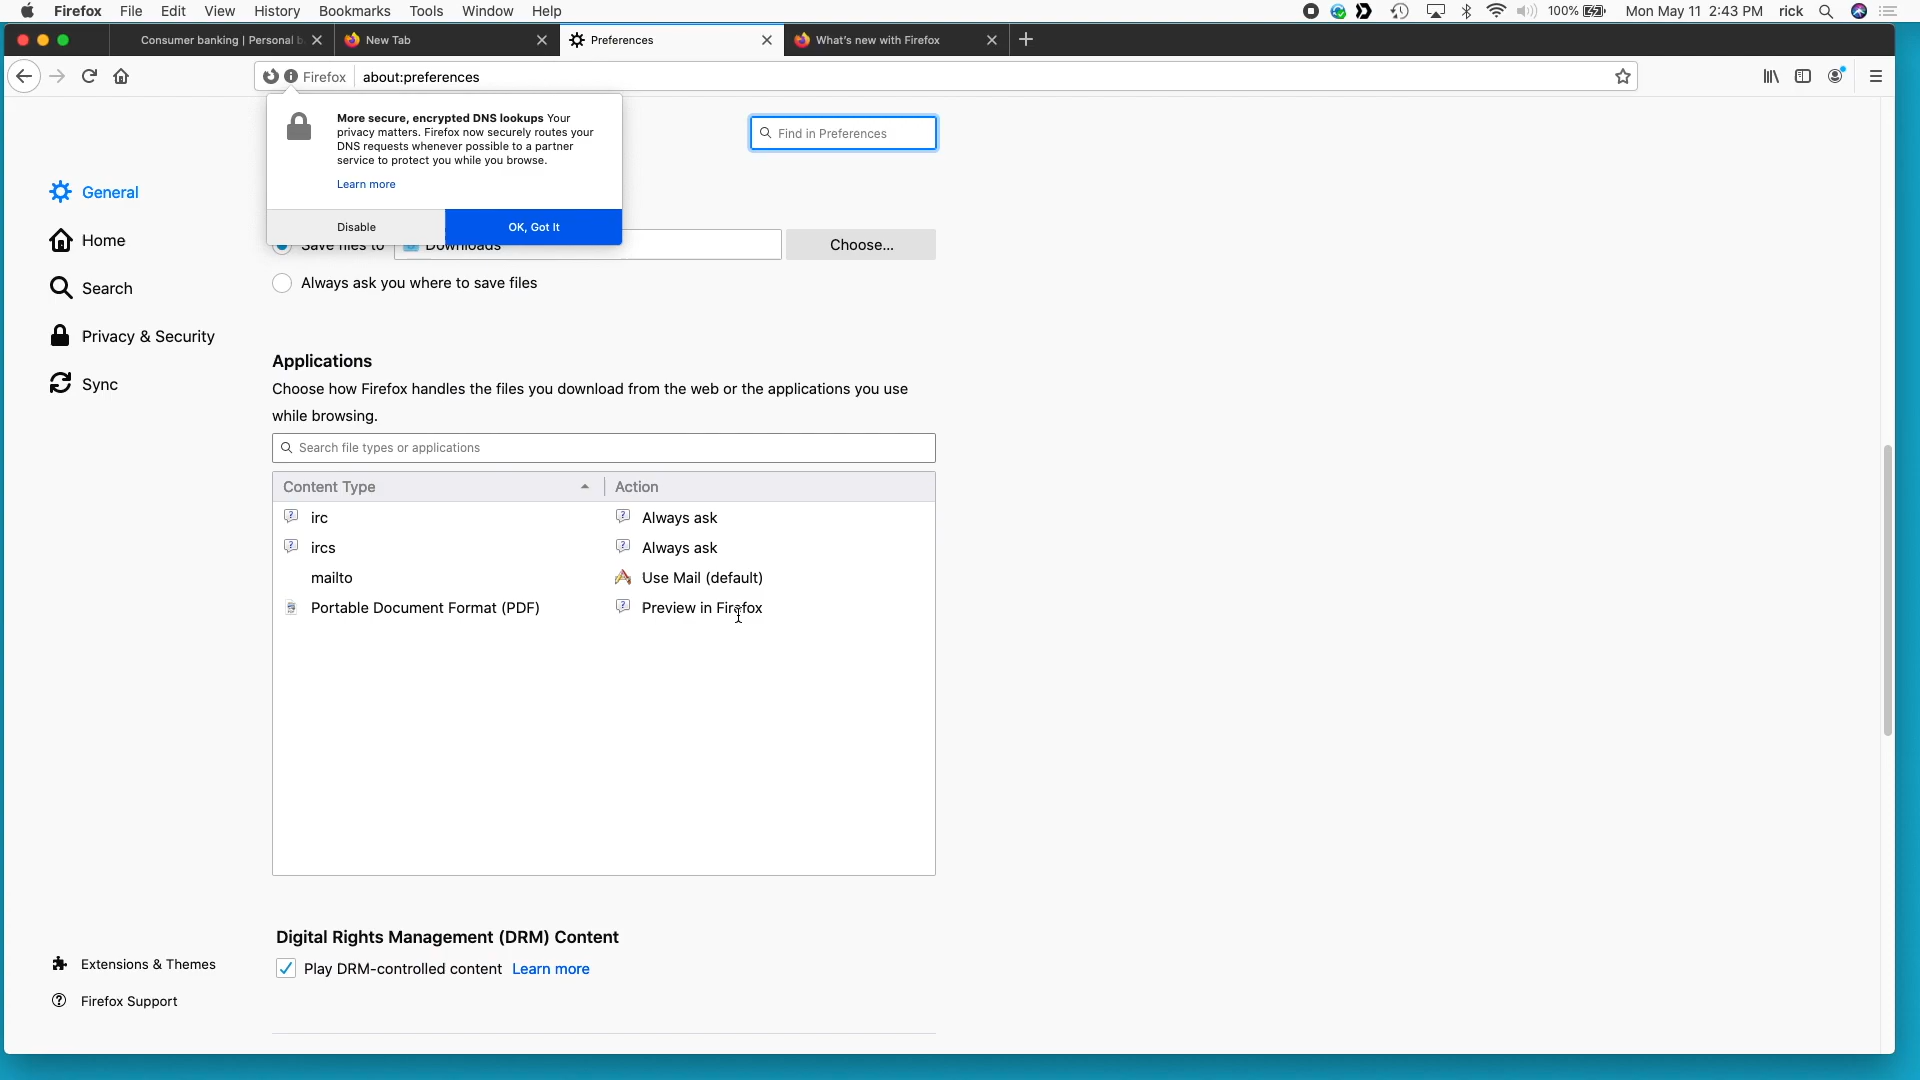 Firefox File Edit View History Bookmarks Tools Window Help 100% Mon May 11 2:43 PM rick
Consumer banking | Personal b
New Tab
Preferences
What's new with Firefox
Firefox about:preferences
More secure, encrypted DNS lookups Your
privacy matters. Firefox now securely routes your
DNS requests whenever possible to a partner
service to protect you while you browse.
Learn more
Disable OK, Got It
Find in Preferences
General
Home
Search
Privacy & Security
Sync
Save files to Downloads Choose...
Always ask you where to save files
Applications
Choose how Firefox handles the files you download from the web or the applications you use
while browsing.
Search file types or applications
Content Type Action
irc Always ask
ircs Always ask
mailto Use Mail (default)
Portable Document Format (PDF) Preview in Firefox
Digital Rights Management (DRM) Content
Play DRM-controlled content Learn more
Extensions & Themes
Firefox Support